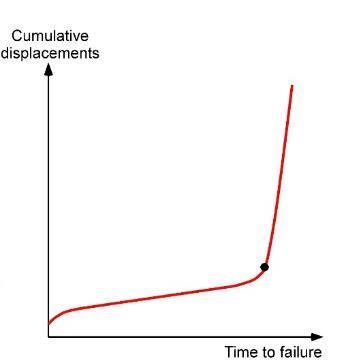 Cumulative
displacements
Time to failure